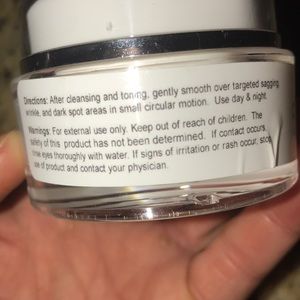 Directions: After cleansing and toning, gently smooth over targeted sagging,
wrinkle, and dark spot areas in small circular motion. Use day & night.
Warnings: For external use only. Keep out of reach of children. The
safety of this product has not been determined. If contact occurs,
rinse eyes thoroughly with water. If signs of irritation or rash occur, stop
use of product and contact your physician.